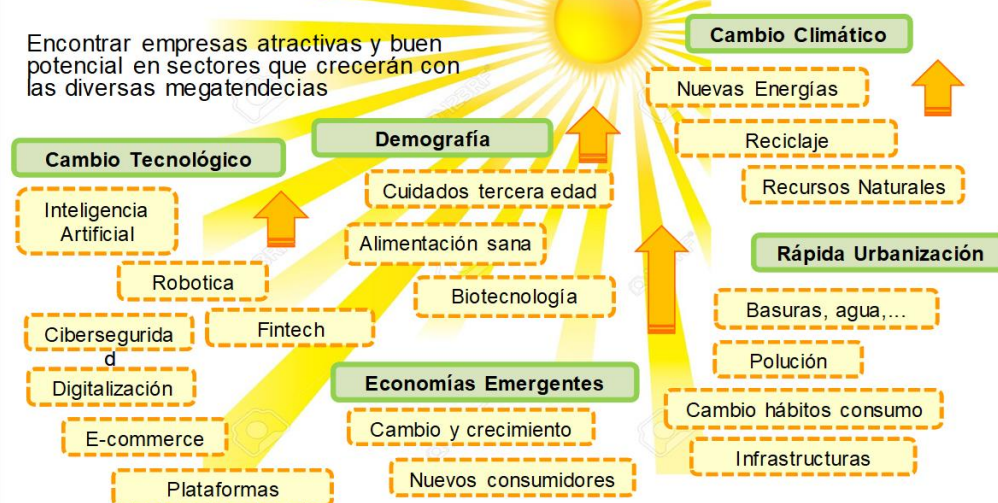 Encontrar empresas atractivas y buen
potencial en sectores que crecerán con
las diversas megatendecias
Cambio Tecnológico
Inteligencia
Artificial
Robotica
Cibersegurida
d
Fintech
Digitalización
E-commerce
Plataformas
Demografía
Cuidados tercera edad
Alimentación sana
Biotecnología
Economías Emergentes
Cambio y crecimiento
Nuevos consumidores
Cambio Climático
Nuevas Energías
Reciclaje
Recursos Naturales
Rápida Urbanización
Basuras, agua,...
Polución
Cambio hábitos consumo
Infrastructuras